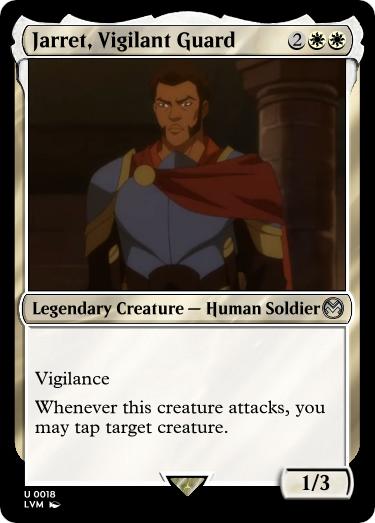 Jarret, Vigilant Guard 2
Legendary Creature — Human Soldier
Vigilance
Whenever this creature attacks, you
may tap target creature.
1/3
U 0018
LVM